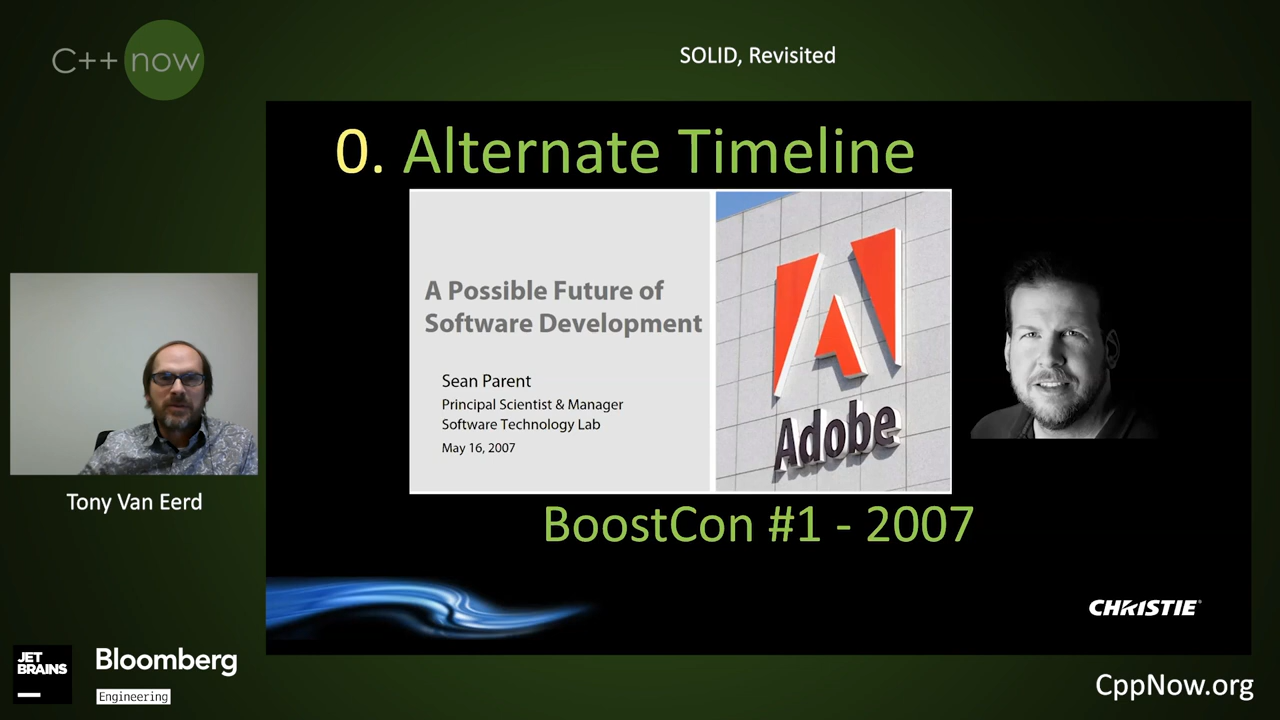 C++ now
SOLID, Revisited
0. Alternate Timeline
A Possible Future of
Software Development
Sean Parent
Principal Scientist & Manager
Software Technology Lab
May 16, 2007
Adobe
BoostCon #1 - 2007
Tony Van Eerd
CHRISTIE
JET
BRAINS
Bloomberg
Engineering
CppNow.org